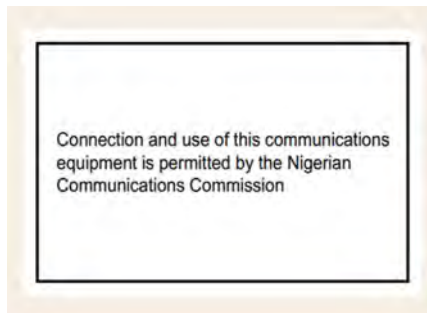 Connection and use of this communications
equipment is permitted by the Nigerian
Communications Commission